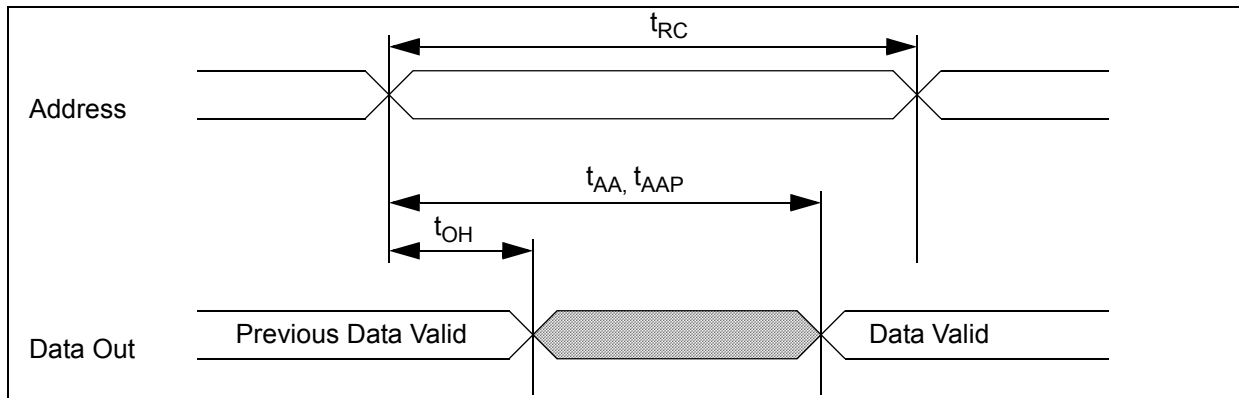 tRC
Address
tAA, tAAP
tOH
Previous Data Valid
Data Valid
Data Out